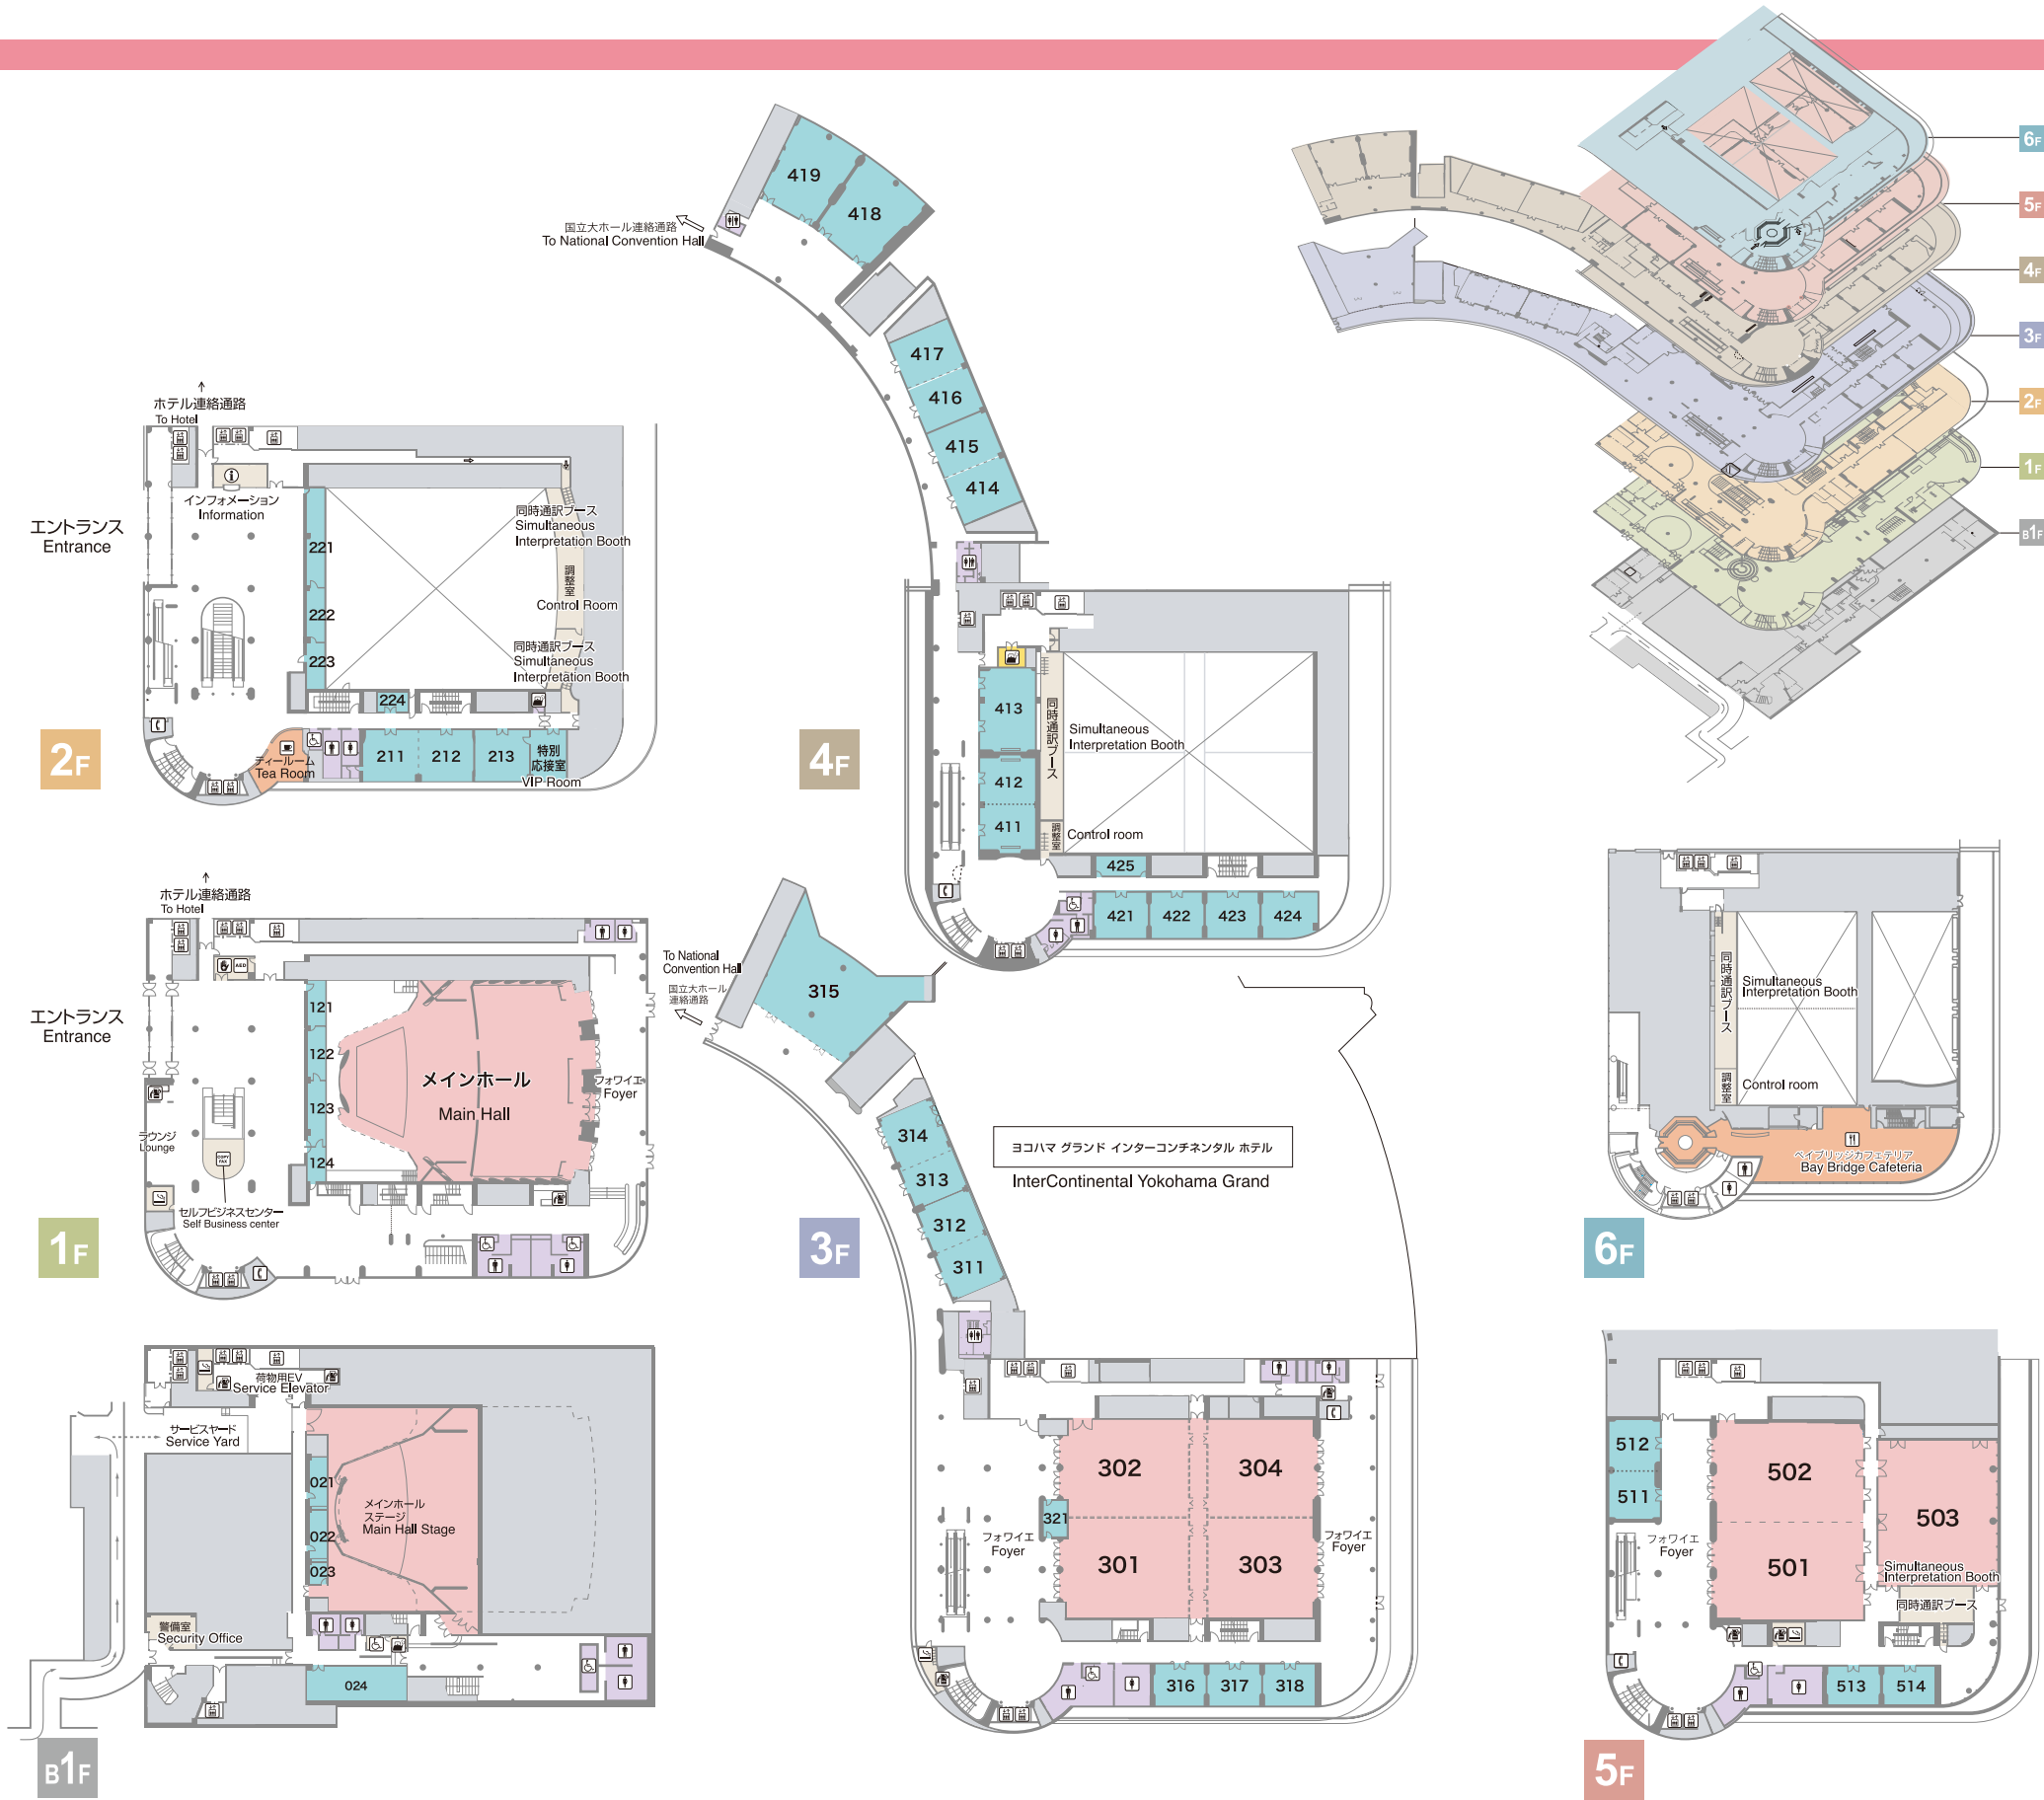 6F
5F
4F
3F
2F
1F
B1F
ホテル連絡通路
To Hotel
インフォメーション
Information
エントランス
Entrance
221
222
223
224
同時通訳ブース
Simultaneous
Interpretation Booth
調整室
Control Room
同時通訳ブース
Simultaneous
Interpretation Booth
ティールーム
Tea Room
211
212
213
特別
応接室
VIP Room
2F
国立大ホール連絡通路
To National Convention Hall
419
418
417
416
415
414
413
412
411
同時通訳ブース
Simultaneous
Interpretation Booth
調整室
Control room
425
421
422
423
424
4F
ホテル連絡通路
To Hotel
AED
エントランス
Entrance
121
122
123
124
メインホール
Main Hall
フォワイエ
Foyer
ラウンジ
Lounge
COPY
FAX
セルフビジネスセンター
Self Business center
1F
To National
Convention Hall
国立大ホール
連絡通路
315
314
313
312
311
ヨコハマ グランド インターコンチネンタル ホテル
InterContinental Yokohama Grand
302
304
321
301
303
フォワイエ
Foyer
フォワイエ
Foyer
316
317
318
3F
同時通訳ブース
Simultaneous
Interpretation Booth
調整室
Control room
ベイブリッジカフェテリア
Bay Bridge Cafeteria
6F
荷物用EV
Service Elevator
サービスヤード
Service Yard
021
022
023
メインホール
ステージ
Main Hall Stage
警備室
Security Office
024
B1F
512
511
502
501
503
フォワイエ
Foyer
Simultaneous
Interpretation Booth
同時通訳ブース
513
514
5F